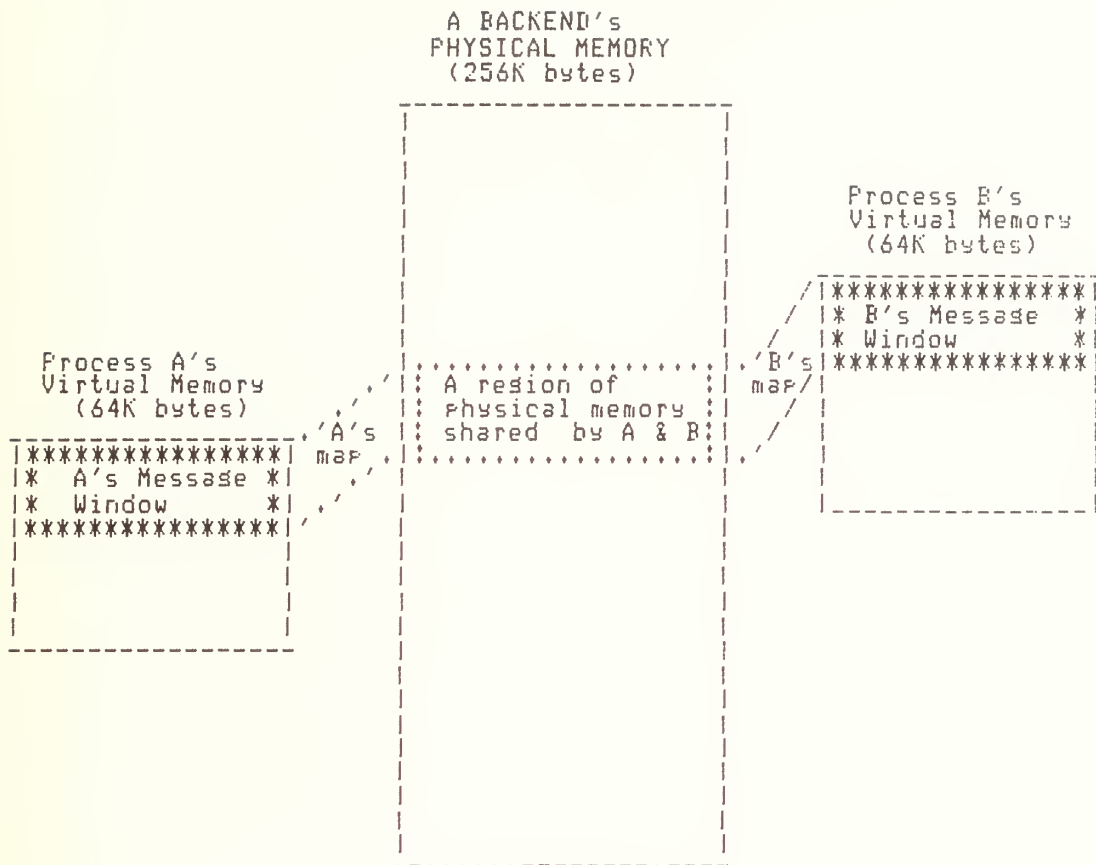 A BACKEND's
PHYSICAL MEMORY
(256K bytes)
Process B's
Virtual Memory
(64K bytes)
B's Message
Window
'B's
map
Process A's
Virtual Memory
(64K bytes)
A region of
physical memory
shared by A & B
'A's
map
A's Message
Window